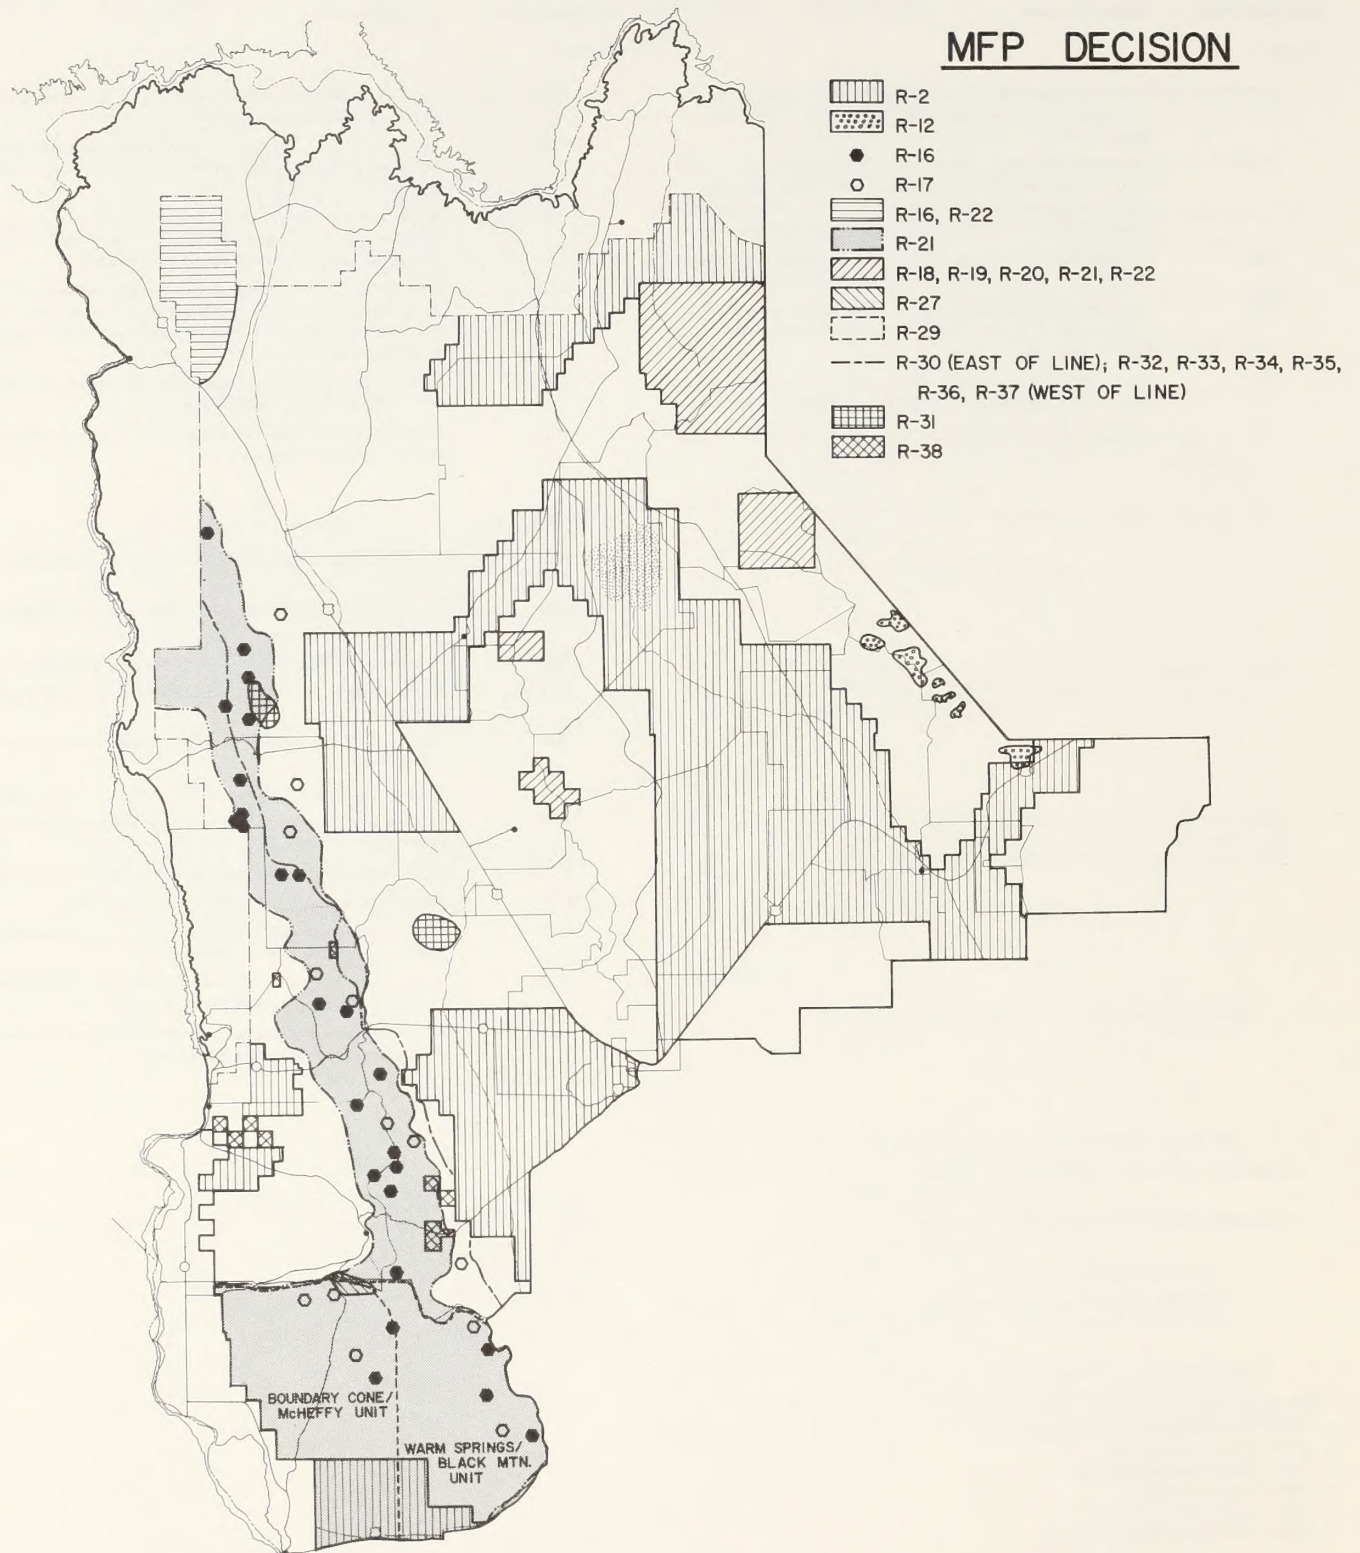 MFP DECISION
R-2
R-12
R-16
R-17
R-16, R-22
R-21
R-18, R-19, R-20, R-21, R-22
R-27
R-29
R-30 (EAST OF LINE); R-32, R-33, R-34, R-35,
R-36, R-37 (WEST OF LINE)
R-31
R-38
BOUNDARY CONE/
McHEFFY UNIT
WARM SPRINGS/
BLACK MTN.
UNIT